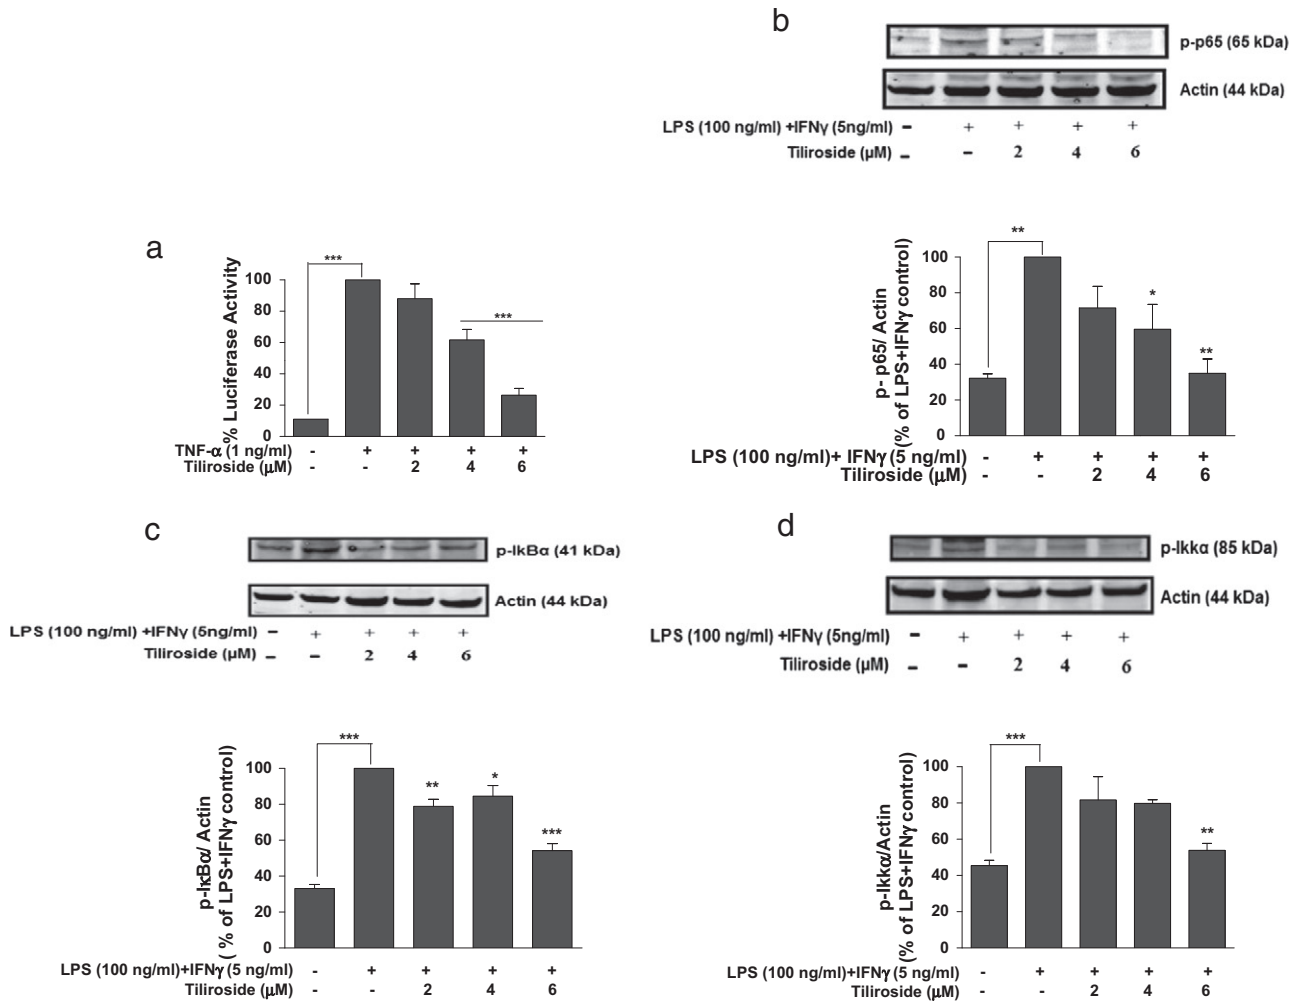 a
***
***
% Luciferase Activity
100
80
60
40
20
0
TNF-α (1 ng/ml) - + + + +
Tiliroside (μM) - - 2 4 6
b
p-p65 (65 kDa)
Actin (44 kDa)
LPS (100 ng/ml) +IFNγ (5ng/ml) - + + + +
Tiliroside (μM) - - 2 4 6
**
*
**
p- p65/ Actin
(% of LPS+IFNγ control)
100
80
60
40
20
0
LPS (100 ng/ml)+ IFNγ (5 ng/ml) - + + + +
Tiliroside (μM) - - 2 4 6
c
p-IkBα (41 kDa)
Actin (44 kDa)
LPS (100 ng/ml) +IFNγ (5ng/ml) - + + + +
Tiliroside (μM) - - 2 4 6
***
**
*
***
p-IκBα/ Actin
( % of LPS+IFNγ control)
100
80
60
40
20
0
LPS (100 ng/ml)+IFNγ (5 ng/ml) - + + + +
Tiliroside (μM) - - 2 4 6
d
p-Ikkα (85 kDa)
Actin (44 kDa)
LPS (100 ng/ml) +IFNγ (5ng/ml) - + + + +
Tiliroside (μM) - - 2 4 6
***
**
p-Ikkα/Actin
(% of LPS+IFNγ control)
100
80
60
40
20
0
LPS (100 ng/ml)+IFNγ (5 ng/ml) - + + + +
Tiliroside (μM) - - 2 4 6